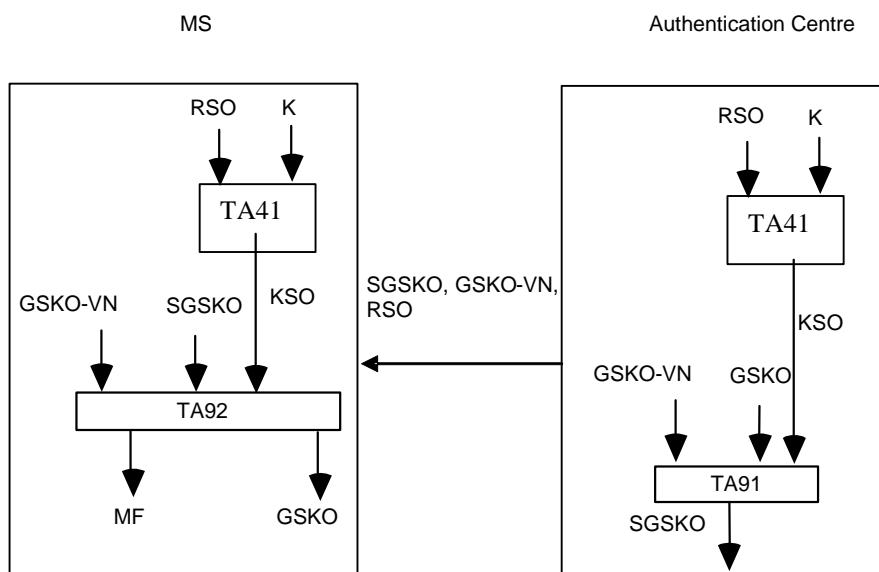 MS
Authentication Centre
RSO
K
TA41
KSO
GSKO-VN
SGSKO
TA92
MF
GSKO
SGSKO, GSKO-VN,
RSO
RSO
K
TA41
KSO
GSKO-VN
GSKO
TA91
SGSKO